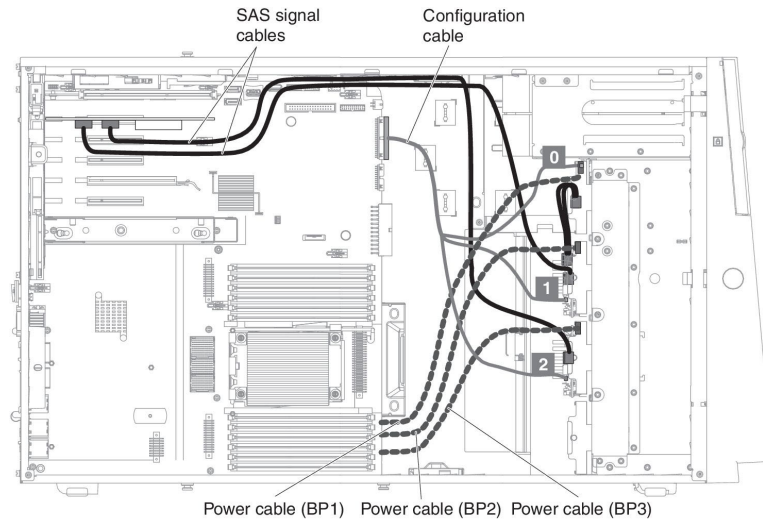 SAS signal
cables
Configuration
cable
0
1
2
Power cable (BP1)
Power cable (BP2)
Power cable (BP3)